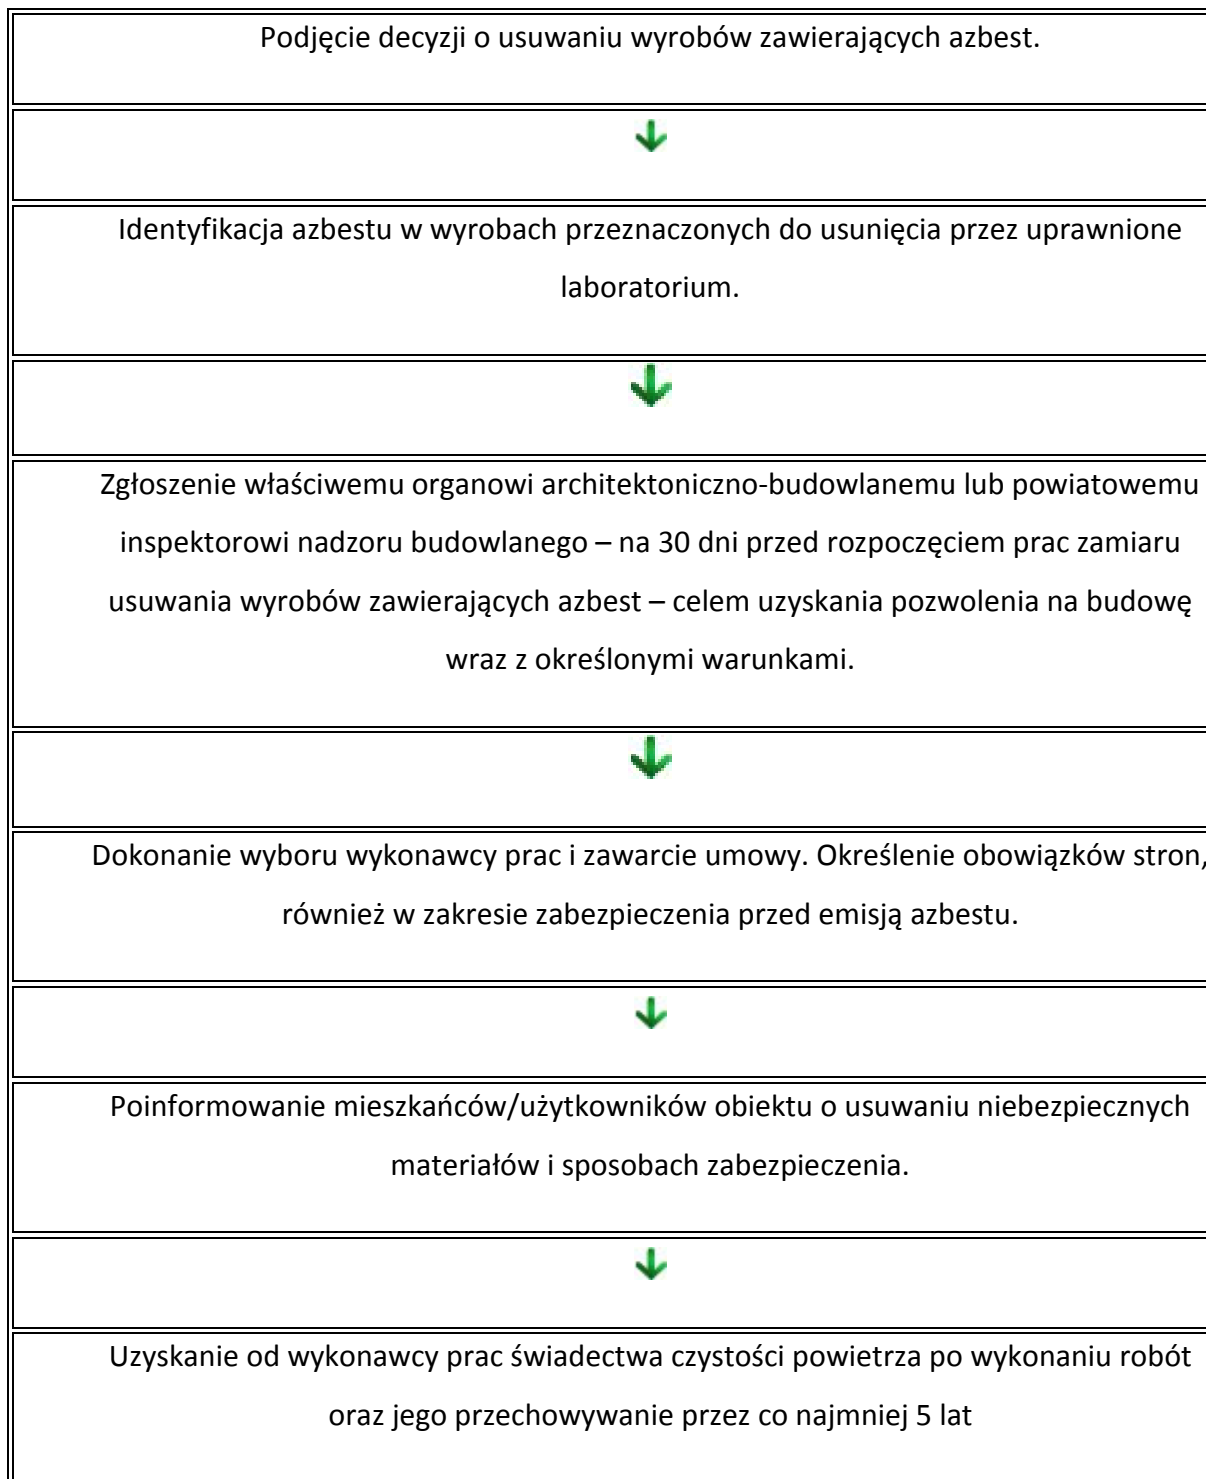 Podjęcie decyzji o usuwaniu wyrobów zawierających azbest.
Identyfikacja azbestu w wyrobach przeznaczonych do usunięcia przez uprawnione
laboratorium.
Zgłoszenie właściwemu organowi architektoniczno-budowlanemu lub powiatowemu
inspektorowi nadzoru budowlanego – na 30 dni przed rozpoczęciem prac zamiaru
usuwania wyrobów zawierających azbest – celem uzyskania pozwolenia na budowę
wraz z określonymi warunkami.
Dokonanie wyboru wykonawcy prac i zawarcie umowy. Określenie obowiązków stron,
również w zakresie zabezpieczenia przed emisją azbestu.
Poinformowanie mieszkańców/użytkowników obiektu o usuwaniu niebezpiecznych
materiałów i sposobach zabezpieczenia.
Uzyskanie od wykonawcy prac świadectwa czystości powietrza po wykonaniu robót
oraz jego przechowywanie przez co najmniej 5 lat